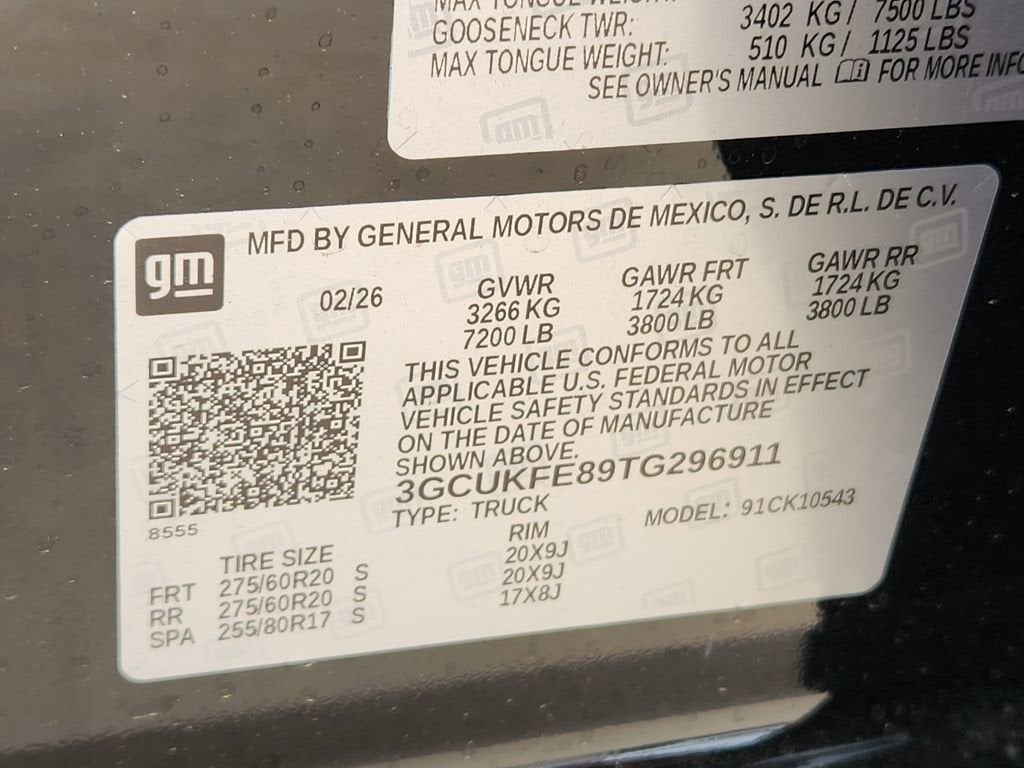 MAX TONGUE WEIGHT:
GOOSENECK TWR: 3402 KG / 7500 LBS
MAX TONGUE WEIGHT: 510 KG / 1125 LBS
SEE OWNER'S MANUAL FOR MORE INFO
gm
MFD BY GENERAL MOTORS DE MEXICO, S. DE R.L. DE C.V.
02/26 GVWR GAWR FRT GAWR RR
3266 KG 1724 KG 1724 KG
7200 LB 3800 LB 3800 LB
THIS VEHICLE CONFORMS TO ALL
APPLICABLE U.S. FEDERAL MOTOR
VEHICLE SAFETY STANDARDS IN EFFECT
ON THE DATE OF MANUFACTURE
SHOWN ABOVE.
3GCUKFE89TG296911
8555
TYPE: TRUCK MODEL: 91CK10543
TIRE SIZE RIM
FRT 275/60R20 S 20X9J
RR 275/60R20 S 20X9J
SPA 255/80R17 S 17X8J